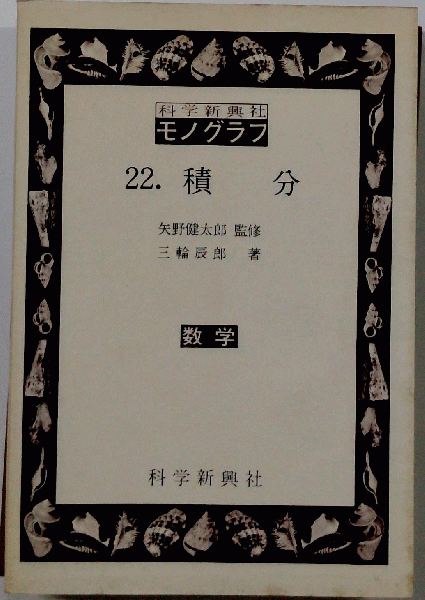 科学新興社
モノグラフ
22. 積 分
矢野健太郎 監修
三輪辰郎 著
数学
科学新興社